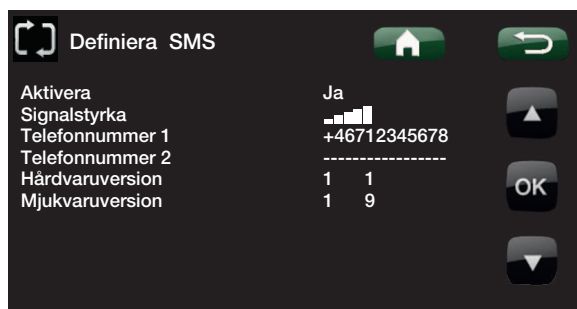 Definiera SMS
Aktivera Ja
Signalstyrka
Telefonnummer 1 +46712345678
Telefonnummer 2 -----------------
Hårdvaruversion 1 1
Mjukvaruversion 1 9
OK